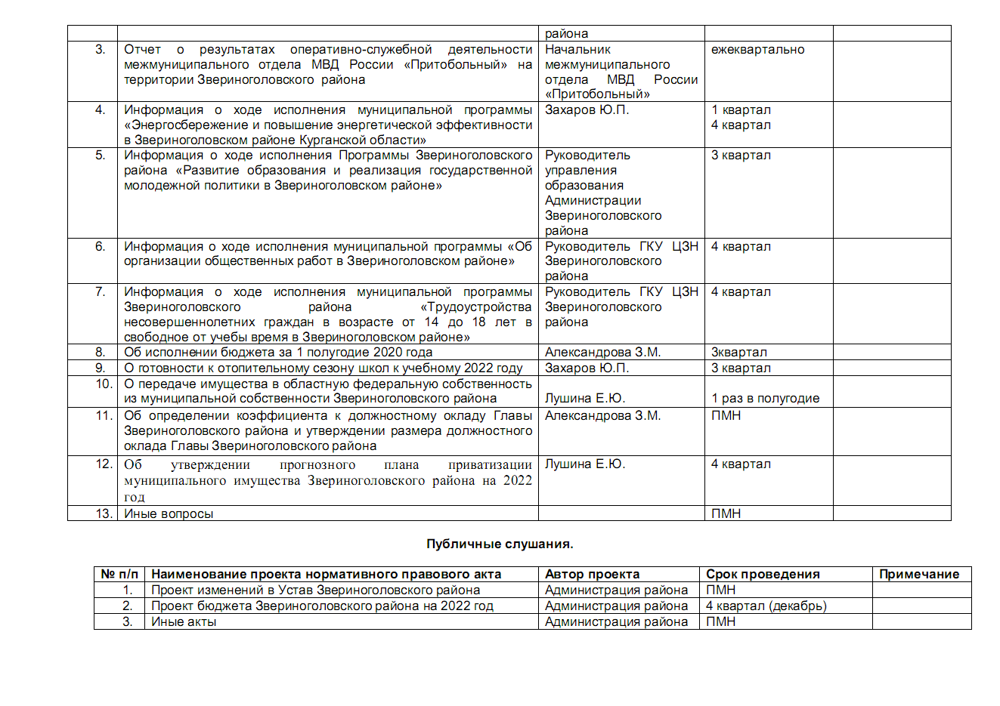 района
3. Отчет о результатах оперативно-служебной деятельности Начальник ежеквартально
межмуниципального отдела МВД России «Притобольный» на межмуниципального
территории Звериноголовского района отдела МВД России
«Притобольный»
4. Информация о ходе исполнения муниципальной программы Захаров Ю.П. 1 квартал
«Энергосбережение и повышение энергетической эффективности 4 квартал
в Звериноголовском районе Курганской области»
5. Информация о ходе исполнения Программы Звериноголовского Руководитель 3 квартал
района «Развитие образования и реализация государственной управления
молодежной политики в Звериноголовском районе» образования
Администрации
Звериноголовского
района
6. Информация о ходе исполнения муниципальной программы «Об Руководитель ГКУ ЦЗН 4 квартал
организации общественных работ в Звериноголовском районе» Звериноголовского
района
7. Информация о ходе исполнения муниципальной программы Руководитель ГКУ ЦЗН 4 квартал
Звериноголовского района «Трудоустройства Звериноголовского
несовершеннолетних граждан в возрасте от 14 до 18 лет в района
свободное от учебы время в Звериноголовском районе»
8. Об исполнении бюджета за 1 полугодие 2020 года Александрова З.М. 3квартал
9. О готовности к отопительному сезону школ к учебному 2022 году Захаров Ю.П. 3 квартал
10. О передаче имущества в областную федеральную собственность
из муниципальной собственности Звериноголовского района Лушина Е.Ю. 1 раз в полугодие
11. Об определении коэффициента к должностному окладу Главы Александрова З.М. ПМН
Звериноголовского района и утверждении размера должностного
оклада Главы Звериноголовского района
12. Об утверждении прогнозного плана приватизации Лушина Е.Ю. 4 квартал
муниципального имущества Звериноголовского района на 2022
год
13. Иные вопросы ПМН
Публичные слушания.
№ п/п Наименование проекта нормативного правового акта Автор проекта Срок проведения Примечание
1. Проект изменений в Устав Звериноголовского района Администрация района ПМН
2. Проект бюджета Звериноголовского района на 2022 год Администрация района 4 квартал (декабрь)
3. Иные акты Администрация района ПМН